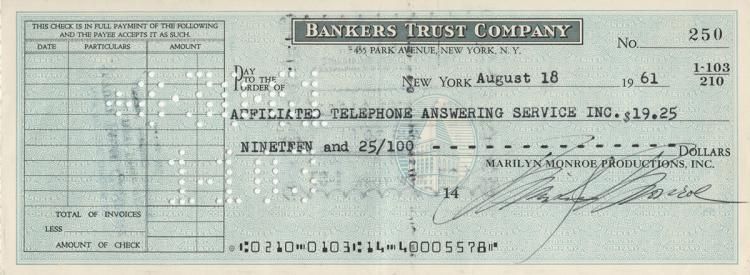 THIS CHECK IS IN FULL PAYMENT OF THE FOLLOWING
AND THE PAYEE ACCEPTS IT AS SUCH.
DATE PARTICULARS AMOUNT
TOTAL OF INVOICES
LESS
AMOUNT OF CHECK
BANKERS TRUST COMPANY
435 PARK AVENUE, NEW YORK, N. Y.
No. 250
PAY
TO THE
ORDER OF
NEW YORK August 18 1961
1-103
210
AFFILIATED TELEPHONE ANSWERING SERVICE INC. $19.25
NINETEEN and 25/100 - - - - - - - - - - - - - - - DOLLARS
MARILYN MONROE PRODUCTIONS, INC.
14
Marilyn Monroe
⑆0210⑉0103⑆14⑉40005578⑈